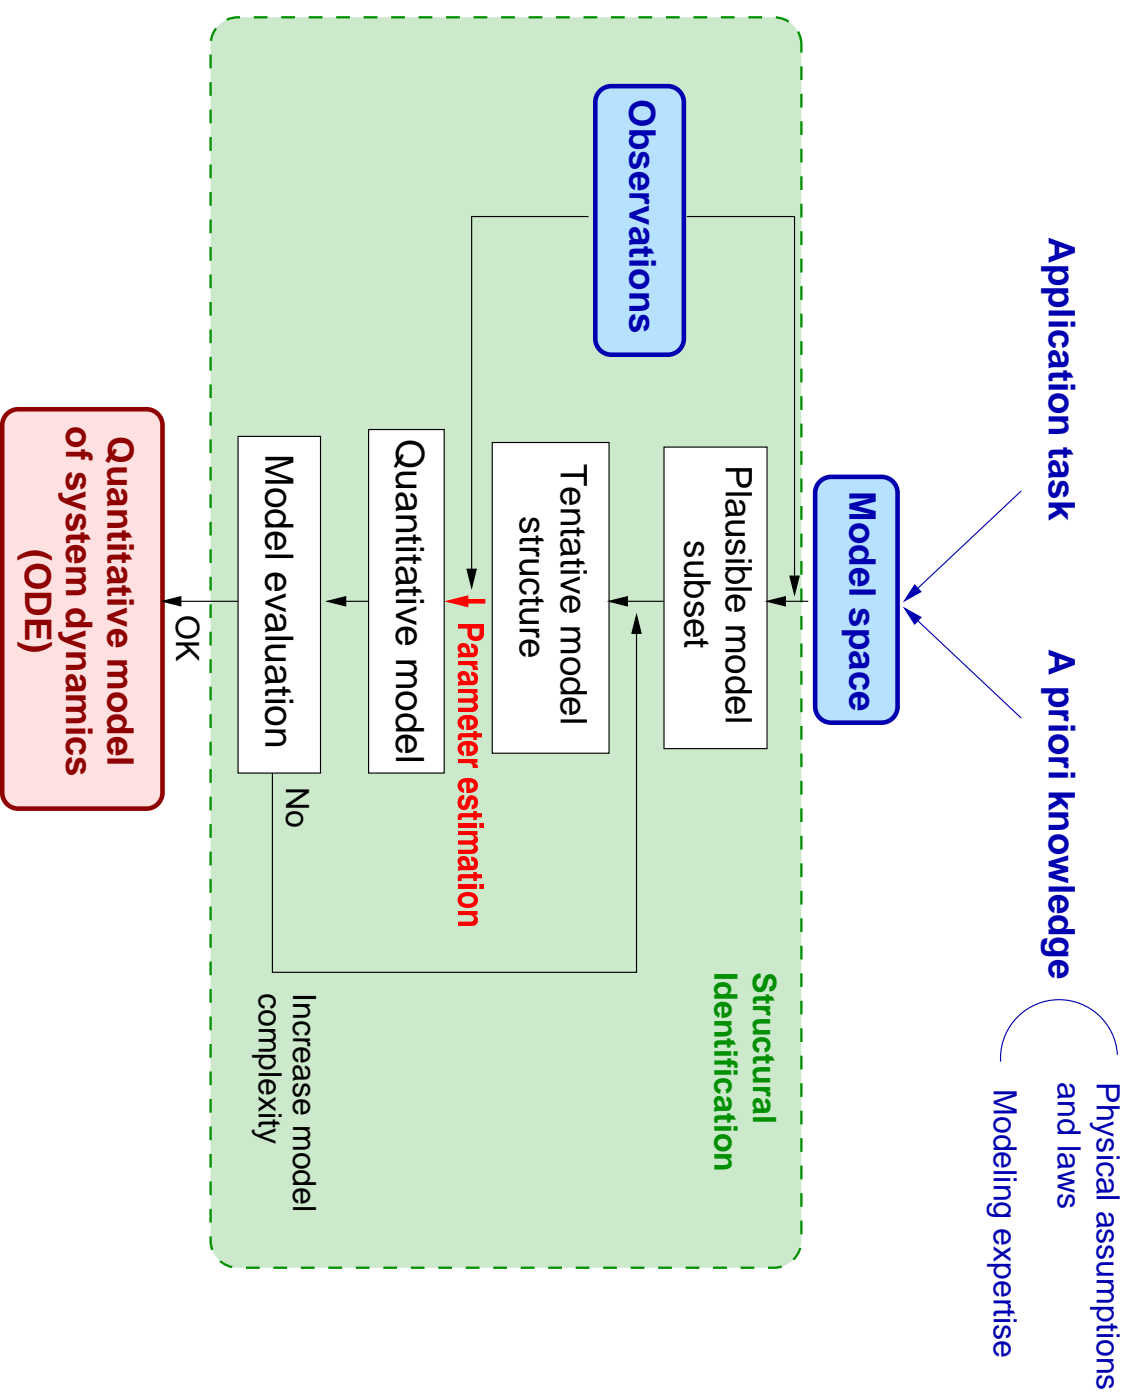 Application task
A priori knowledge
Physical assumptions
and laws
Modeling expertise
Model space
Observations
Structural
Identification
Plausible model
subset
Tentative model
structure
Parameter estimation
Quantitative model
Model evaluation
No
Increase model
complexity
OK
Quantitative model
of system dynamics
(ODE)